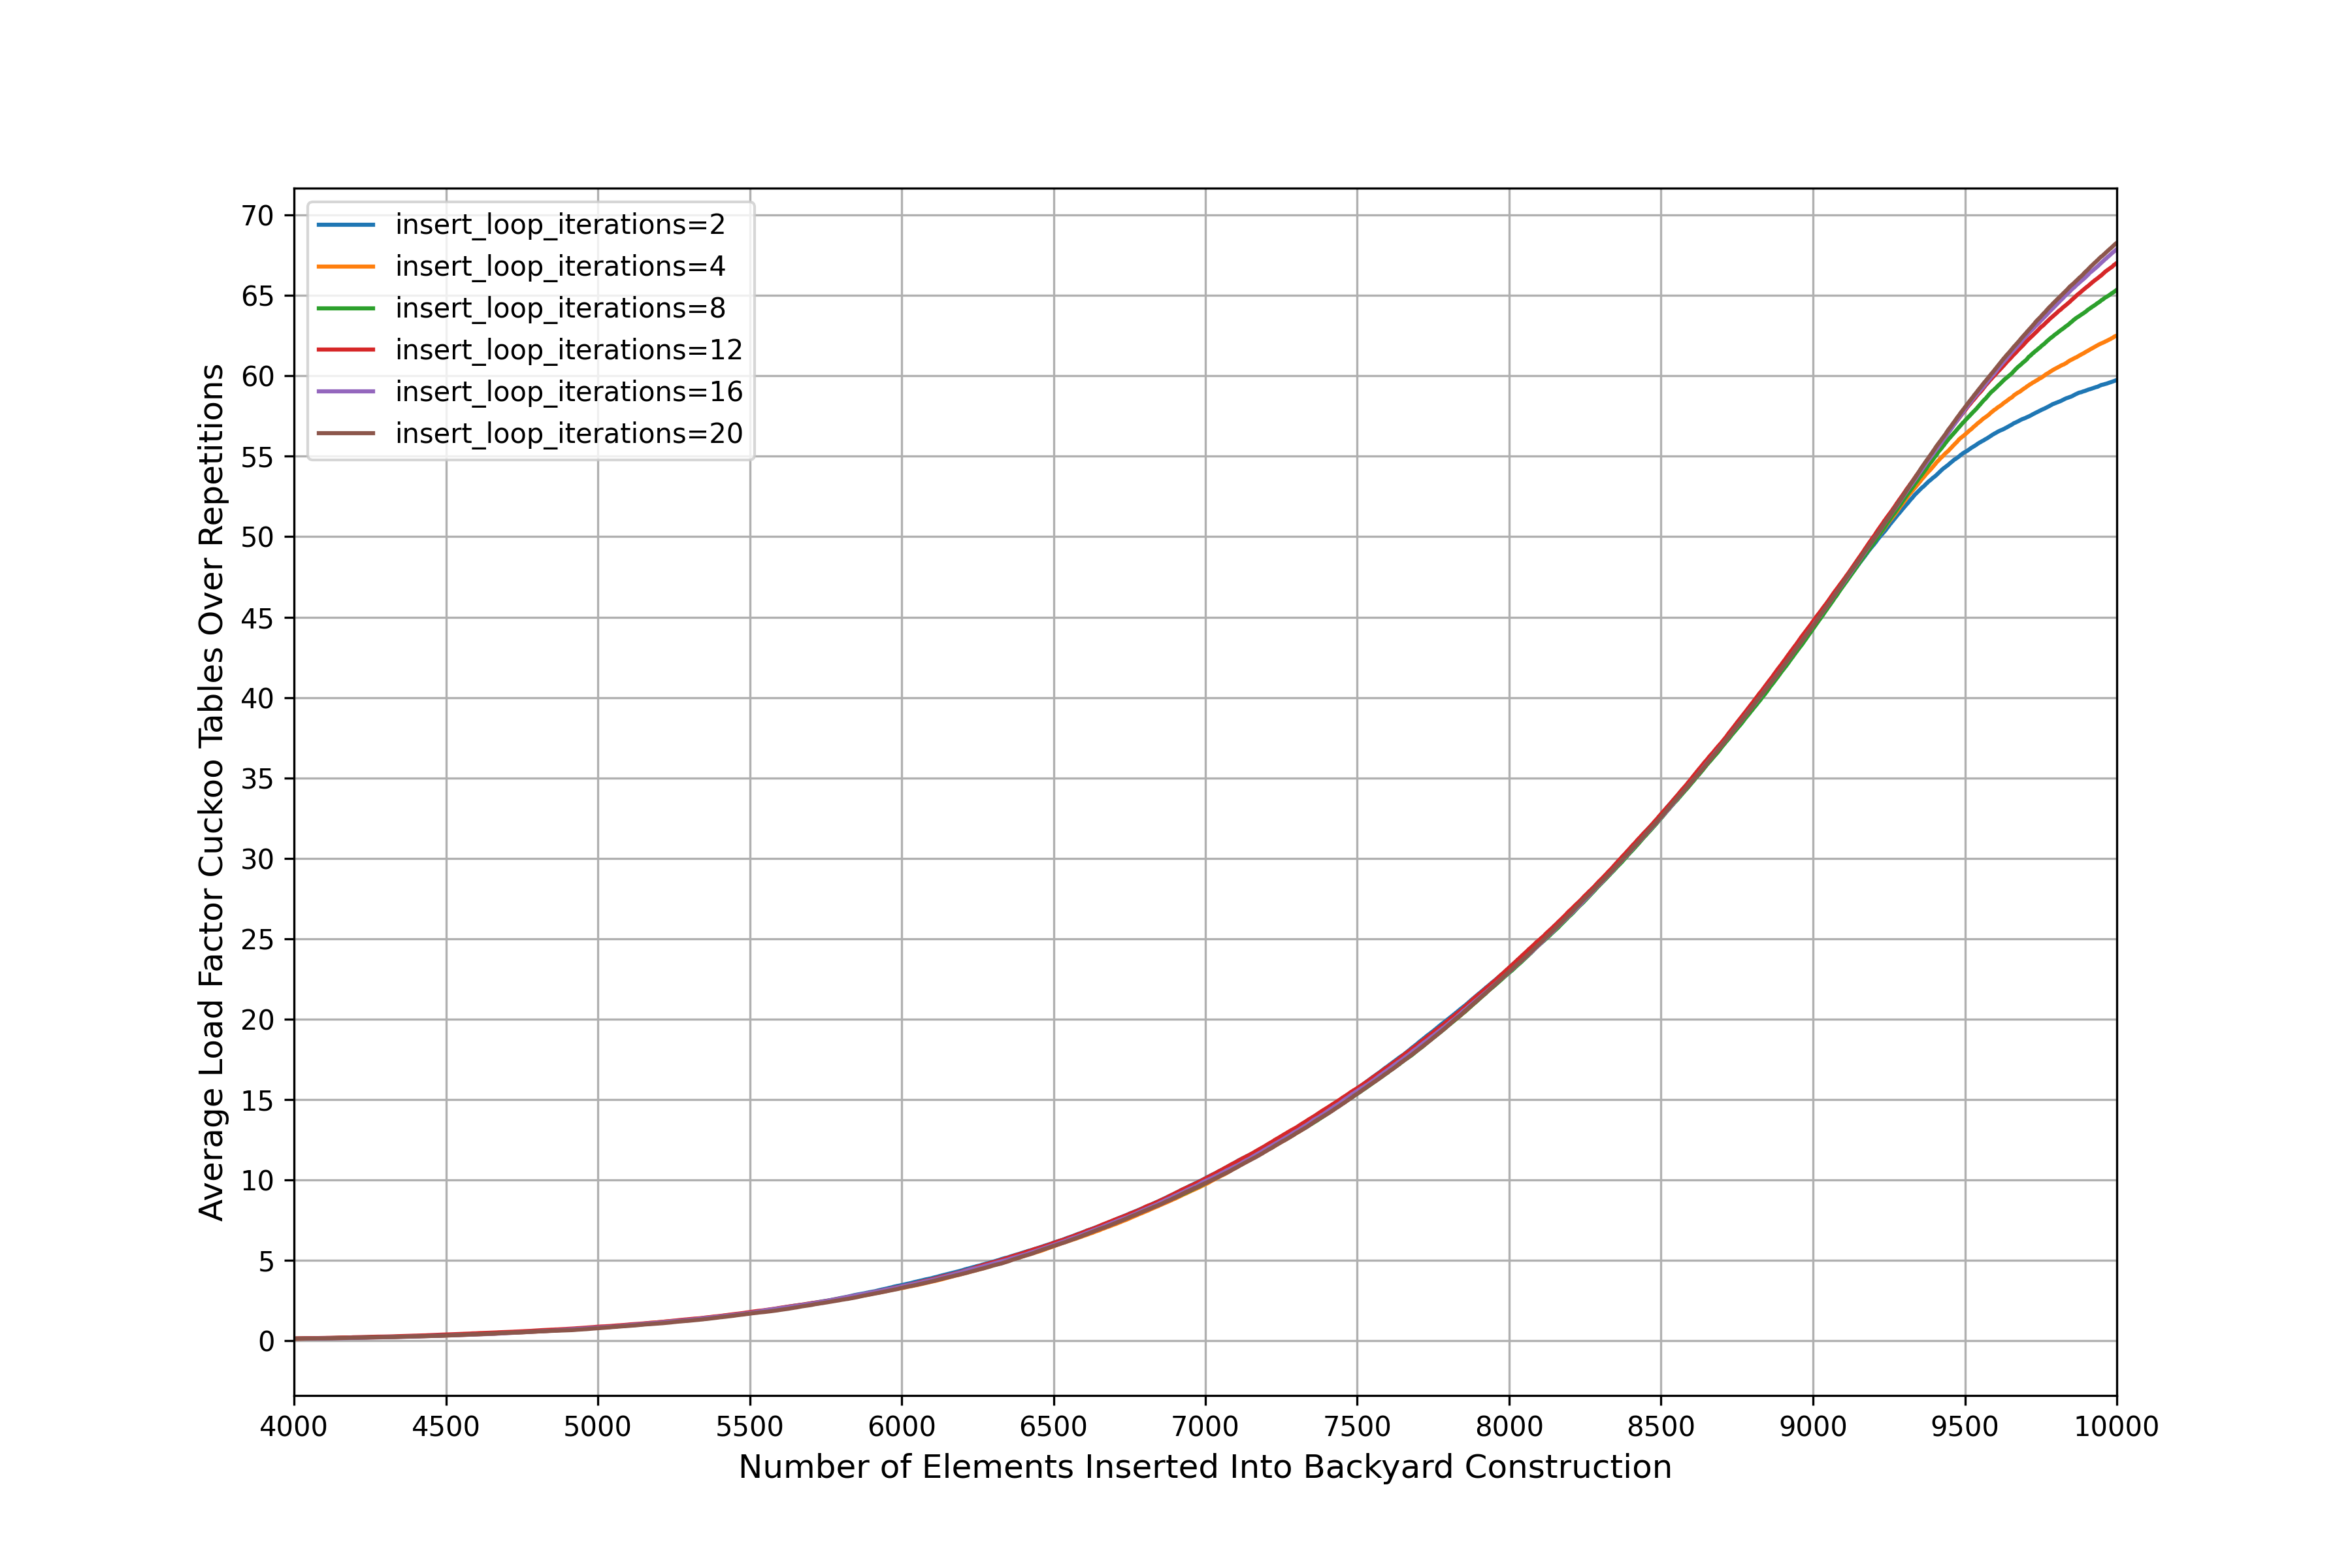 70
65
60
55
50
45
40
35
30
25
20
15
10
5
0
insert_loop_iterations=2
insert_loop_iterations=4
insert_loop_iterations=8
insert_loop_iterations=12
insert_loop_iterations=16
insert_loop_iterations=20
Average Load Factor Cuckoo Tables Over Repetitions
4000 4500 5000 5500 6000 6500 7000 7500 8000 8500 9000 9500 10000
Number of Elements Inserted Into Backyard Construction